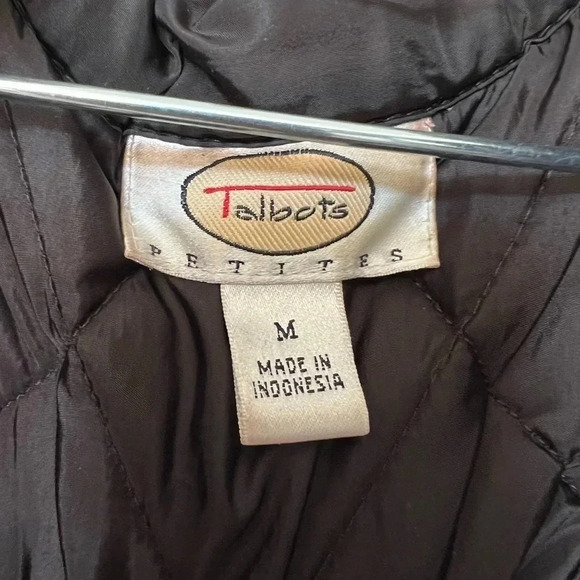 Talbots
PETITES
M
MADE IN
INDONESIA